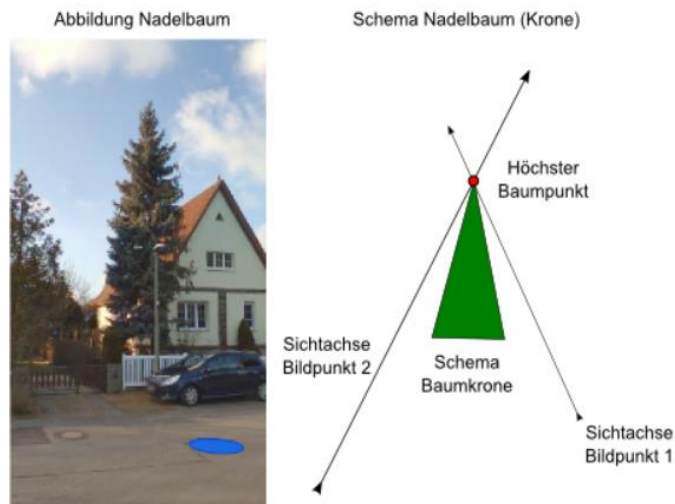 Abbildung Nadelbaum
Schema Nadelbaum (Krone)
Höchster
Baumpunkt
Sichtachse
Bildpunkt 2
Schema
Baumkrone
Sichtachse
Bildpunkt 1